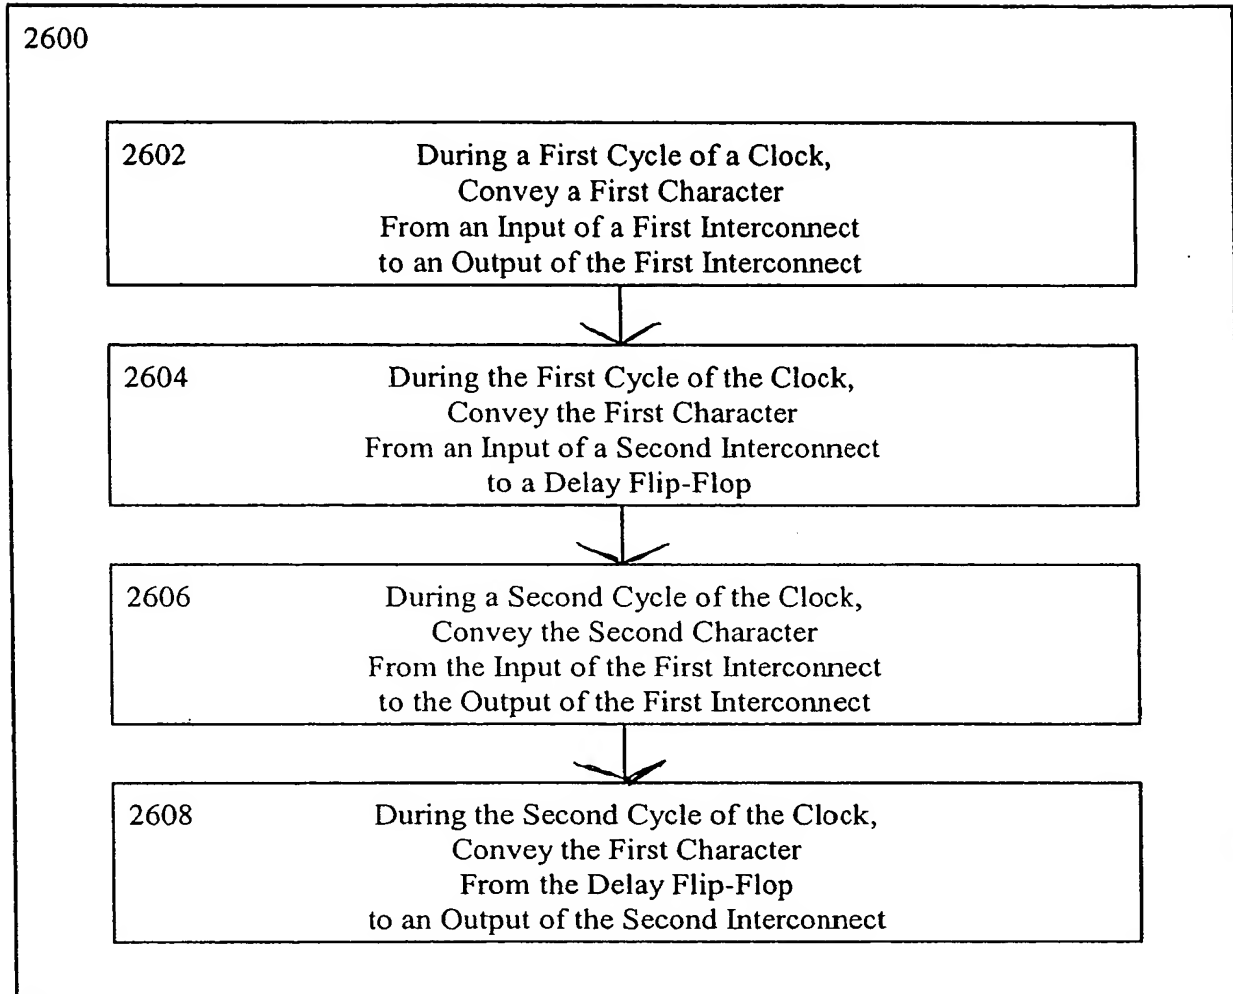 2600
2602 During a First Cycle of a Clock,
Convey a First Character
From an Input of a First Interconnect
to an Output of the First Interconnect
2604 During the First Cycle of the Clock,
Convey the First Character
From an Input of a Second Interconnect
to a Delay Flip-Flop
2606 During a Second Cycle of the Clock,
Convey the Second Character
From the Input of the First Interconnect
to the Output of the First Interconnect
2608 During the Second Cycle of the Clock,
Convey the First Character
From the Delay Flip-Flop
to an Output of the Second Interconnect